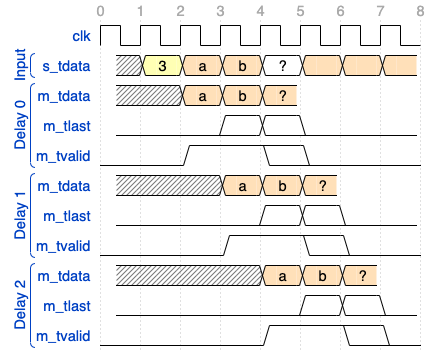 0 1 2 3 4 5 6 7 8
clk
Input
s_tdata 3 a b ?
Delay 0
m_tdata a b ?
m_tlast
m_tvalid
Delay 1
m_tdata a b ?
m_tlast
m_tvalid
Delay 2
m_tdata a b ?
m_tlast
m_tvalid